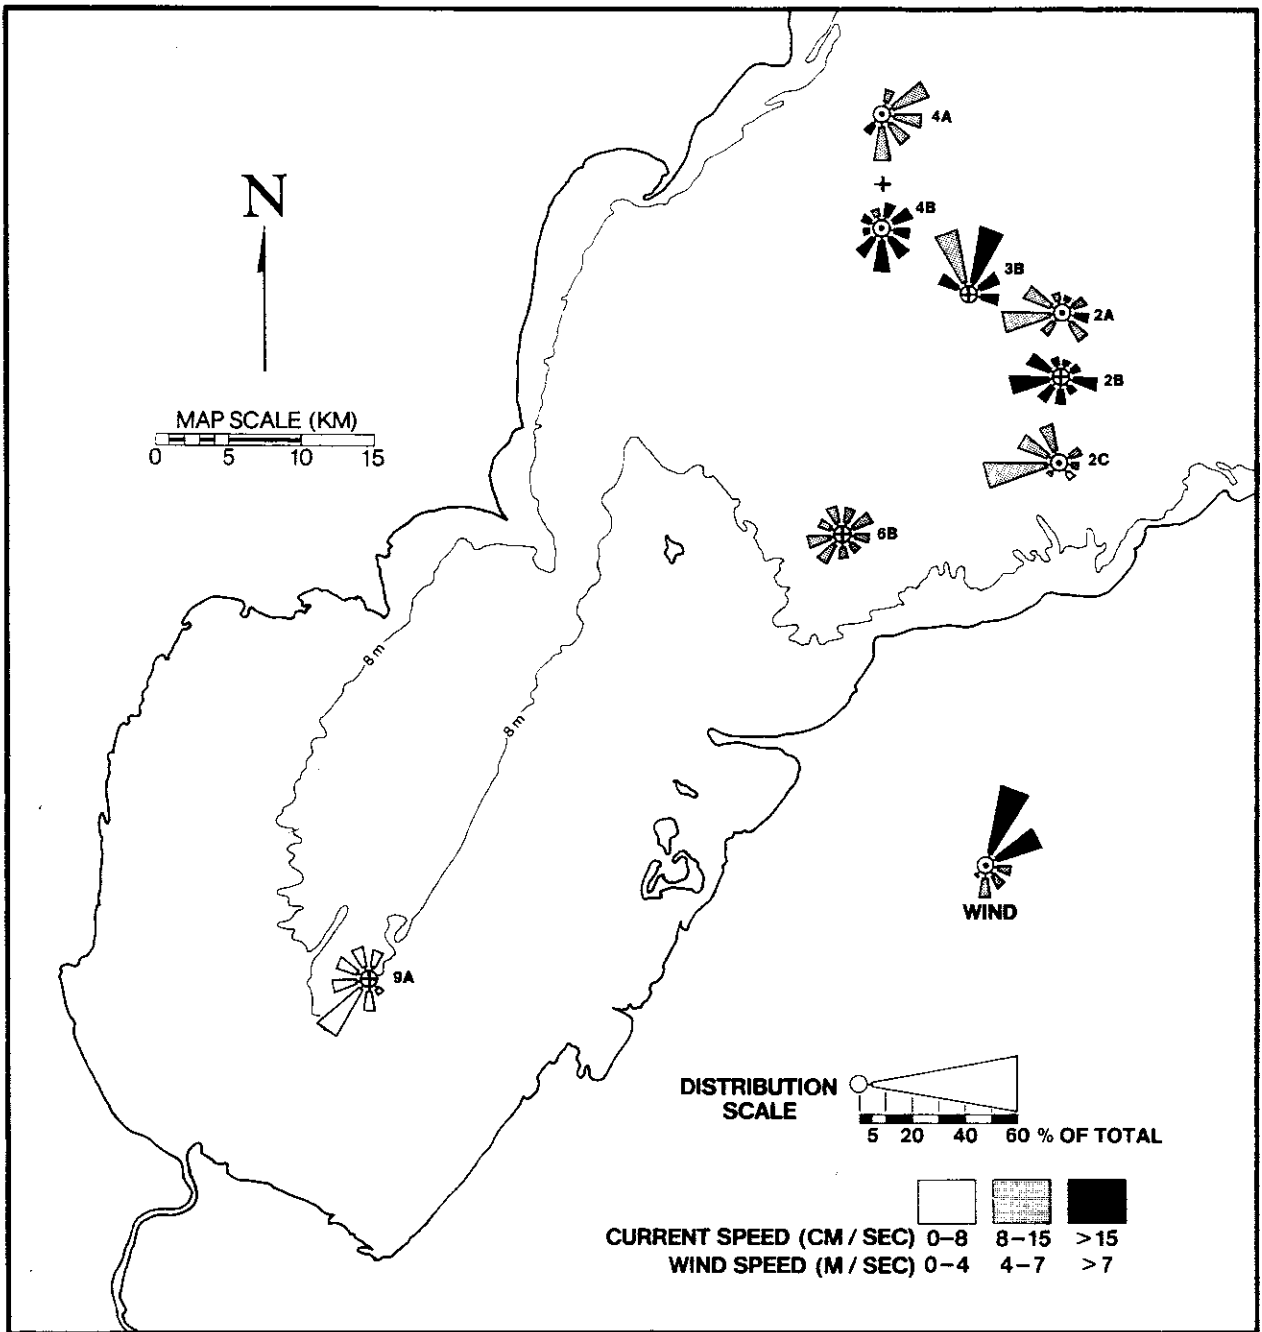 4A
N
4B
3B
2A
2B
MAP SCALE (KM)
0 5 10 15
2C
6B
8 m
8 m
WIND
9A
DISTRIBUTION
SCALE
5 20 40 60 % OF TOTAL
CURRENT SPEED (CM / SEC) 0–8 8–15 >15
WIND SPEED (M / SEC) 0–4 4–7 >7